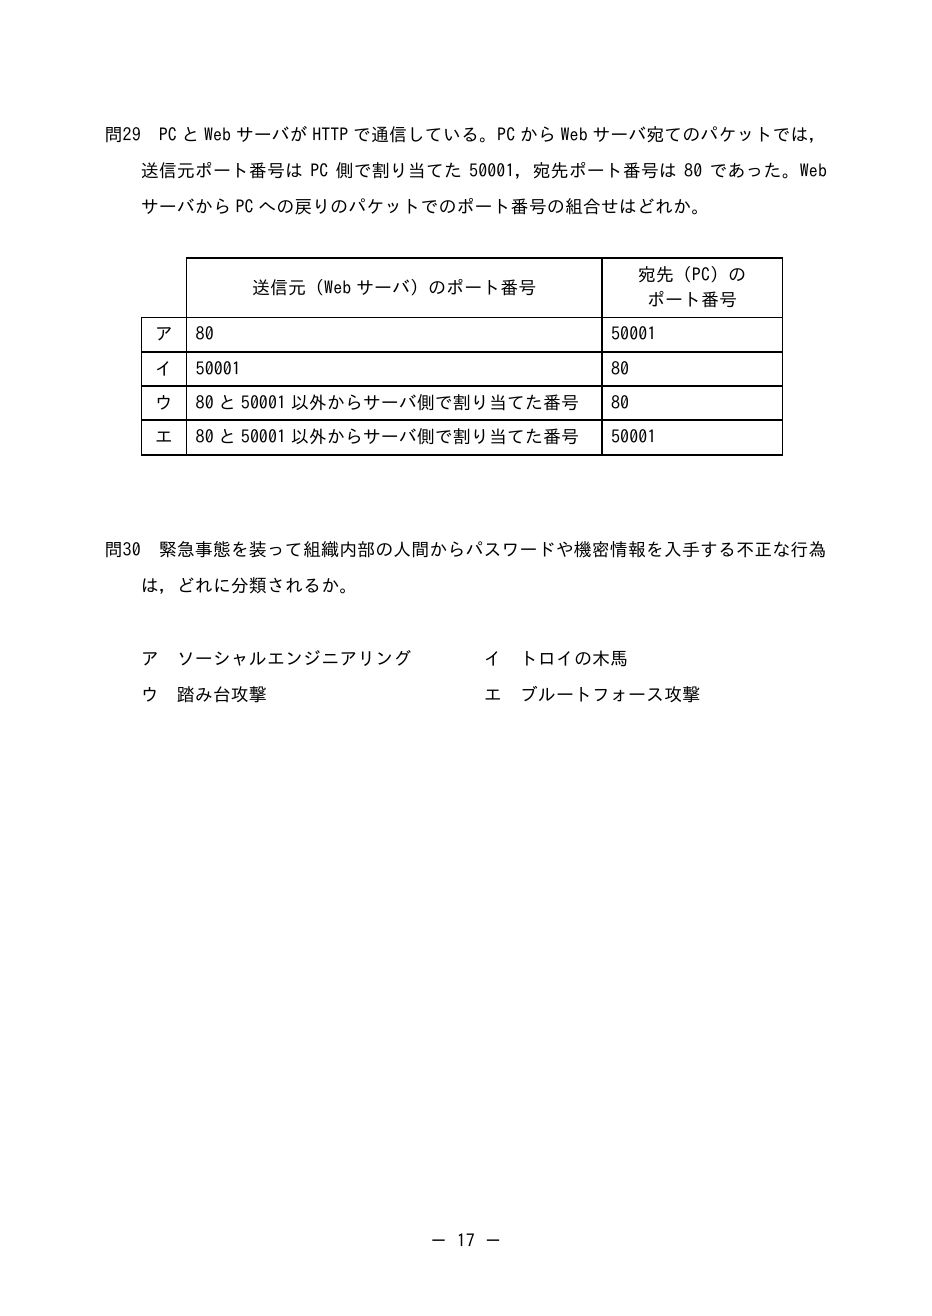 問29　PC と Web サーバが HTTP で通信している。PC から Web サーバ宛てのパケットでは，
送信元ポート番号は PC 側で割り当てた 50001，宛先ポート番号は 80 であった。Web
サーバから PC への戻りのパケットでのポート番号の組合せはどれか。
送信元（Web サーバ）のポート番号　宛先（PC）の
ポート番号
ア　80　50001
イ　50001　80
ウ　80 と 50001 以外からサーバ側で割り当てた番号　80
エ　80 と 50001 以外からサーバ側で割り当てた番号　50001
問30　緊急事態を装って組織内部の人間からパスワードや機密情報を入手する不正な行為
は，どれに分類されるか。
ア　ソーシャルエンジニアリング　イ　トロイの木馬
ウ　踏み台攻撃　エ　ブルートフォース攻撃
－ 17 －